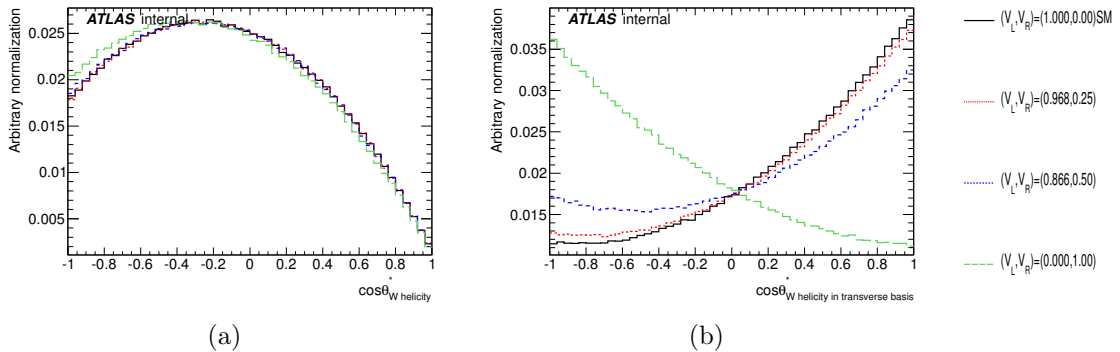 ATLAS internal
Arbitrary normalization
0.025
0.02
0.015
0.01
0.005
-1 -0.8 -0.6 -0.4 -0.2 0 0.2 0.4 0.6 0.8 1
cosθ*W helicity
(a)
ATLAS internal
Arbitrary normalization
0.035
0.03
0.025
0.02
0.015
-1 -0.8 -0.6 -0.4 -0.2 0 0.2 0.4 0.6 0.8 1
cosθ*W helicity in transverse basis
(b)
(VL,VR)=(1.000,0.00)SM
(VL,VR)=(0.968,0.25)
(VL,VR)=(0.866,0.50)
(VL,VR)=(0.000,1.00)